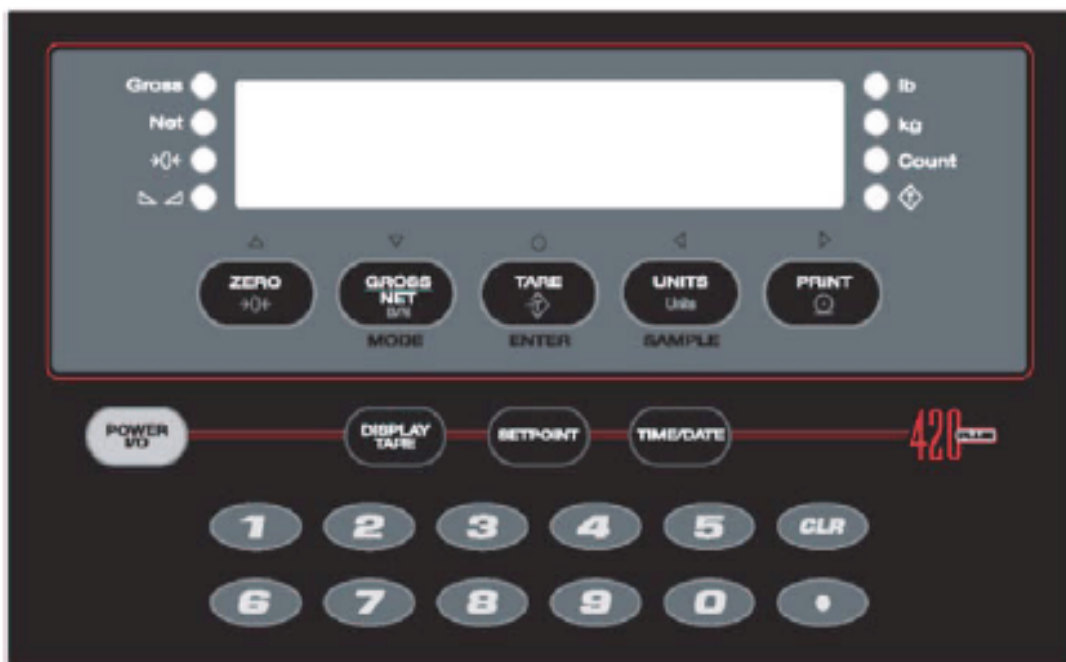 Gross
lb
Net
kg
Count
ZERO
GROSS
NET
B/N
TARE
UNITS
Units
PRINT
MODE
ENTER
SAMPLE
POWER
I/O
DISPLAY
TARE
SETPOINT
TIME/DATE
420
1 2 3 4 5 CLR
6 7 8 9 0 •